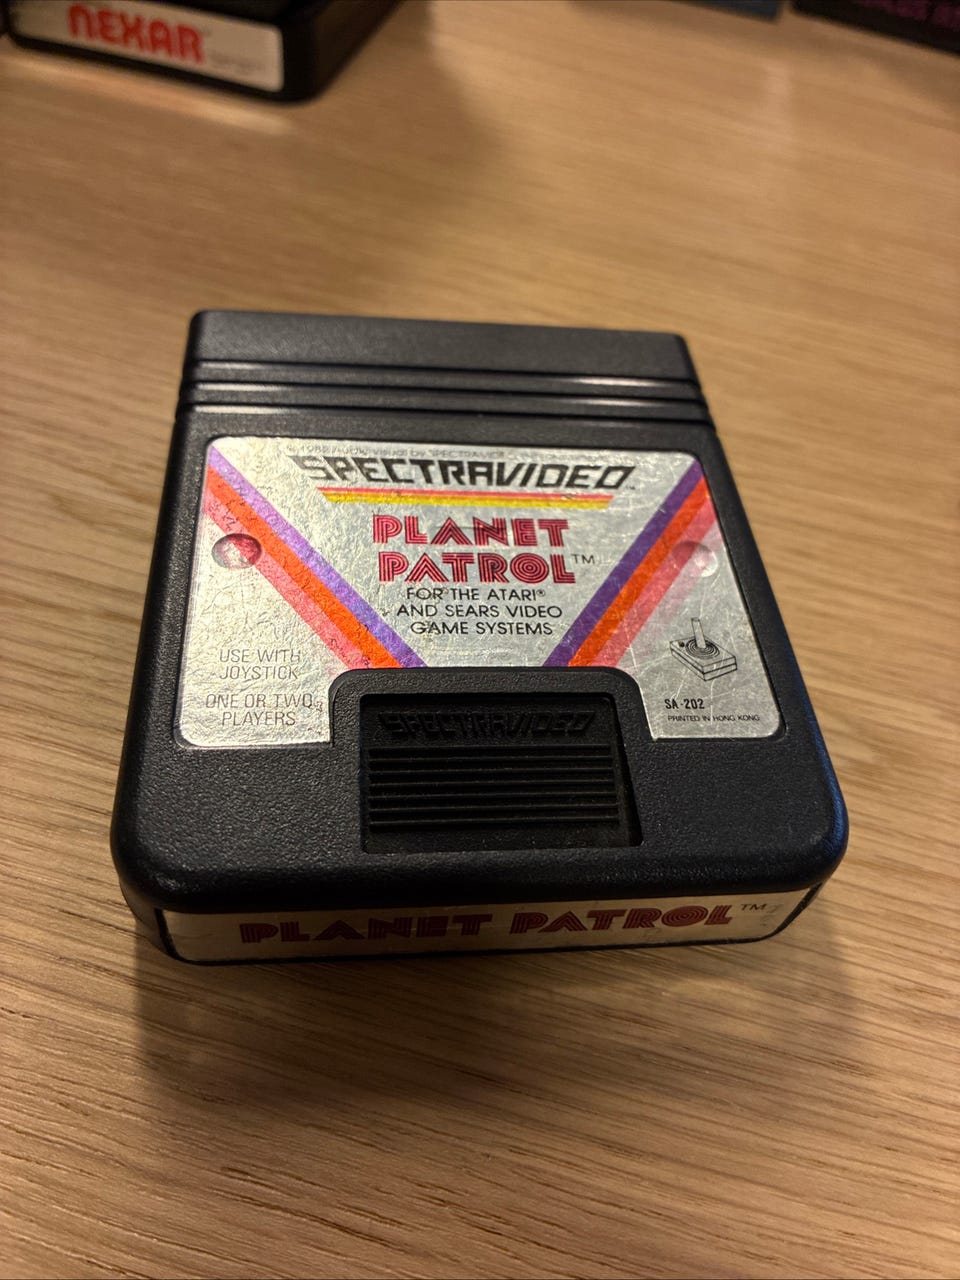 NEXAR
SPECTRAVIDEO™
PLANET
PATROL™
FOR THE ATARI®
AND SEARS VIDEO
GAME SYSTEMS
USE WITH
JOYSTICK
ONE OR TWO
PLAYERS
SA-202
PRINTED IN HONG KONG
SPECTRAVIDEO
PLANET PATROL™